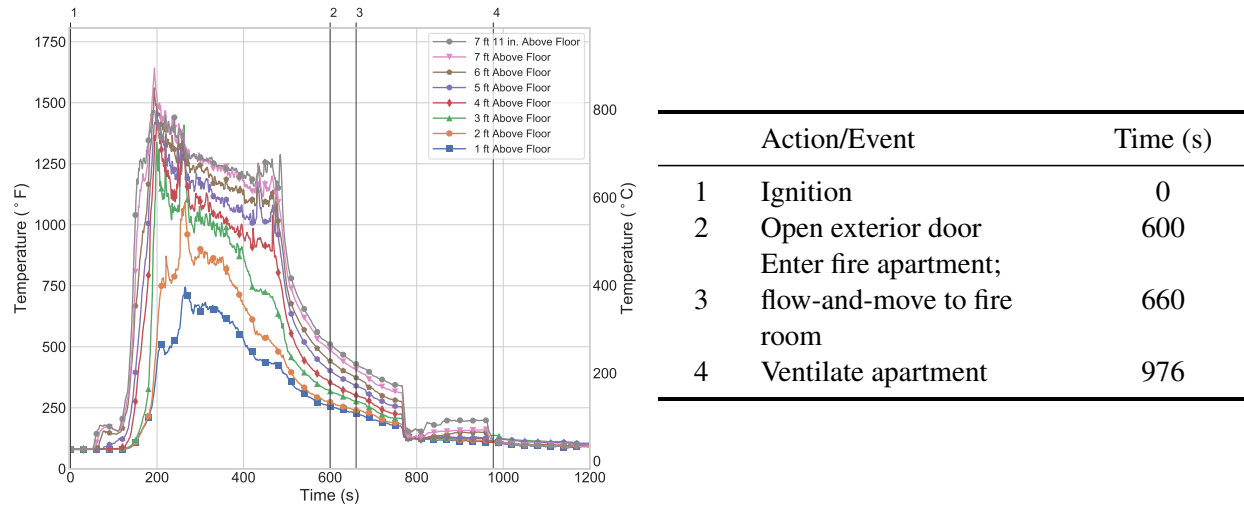 1 2 3 4
1750
1500
1250
1000
750
500
250
0
Temperature (°F)
7 ft 11 in. Above Floor
7 ft Above Floor
6 ft Above Floor
5 ft Above Floor
4 ft Above Floor
3 ft Above Floor
2 ft Above Floor
1 ft Above Floor
800
600
400
200
0
Temperature (°C)
0 200 400 600 800 1000 1200
Time (s)
Action/Event Time (s)
1 Ignition 0
2 Open exterior door 600
Enter fire apartment;
3 flow-and-move to fire 660
room
4 Ventilate apartment 976